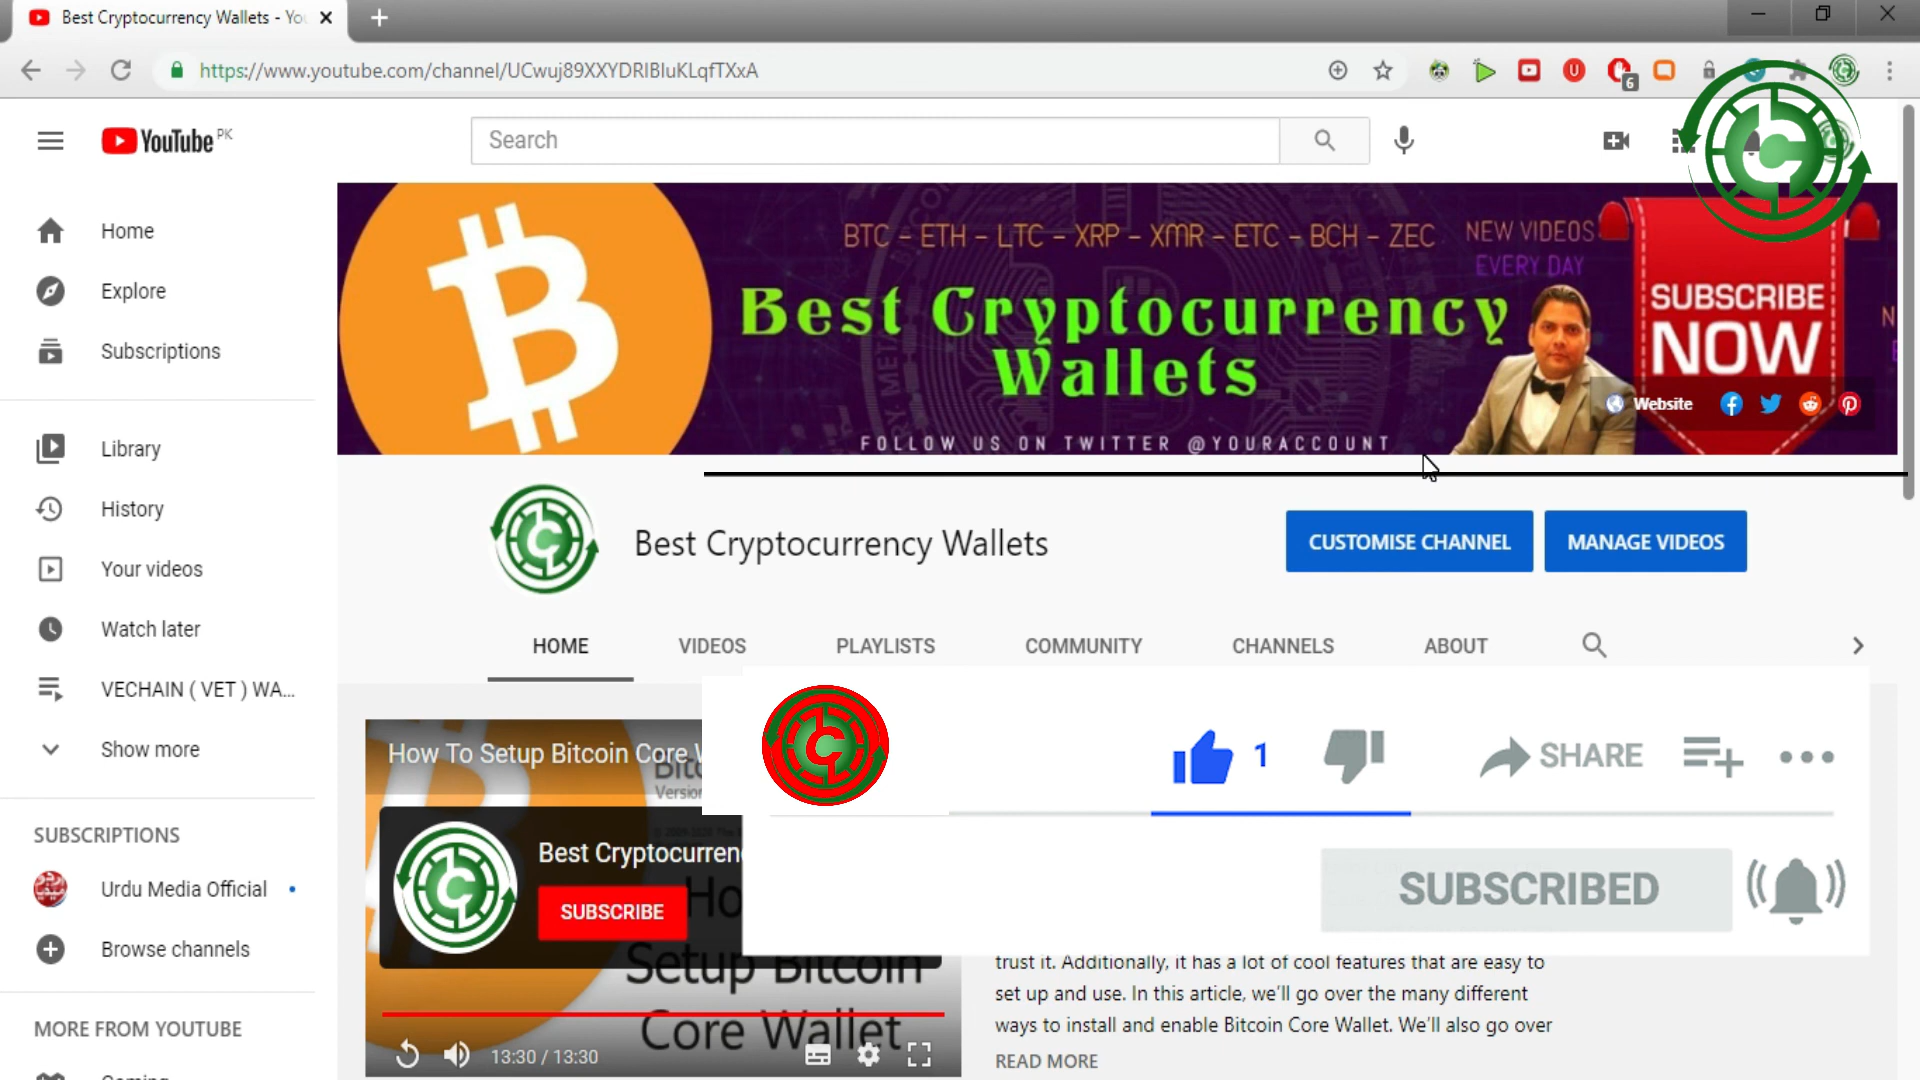 Best Cryptocurrency Wallets - You
https://www.youtube.com/channel/UCwuj89XXYDRIBluKLqfTXxA
6
YouTube PK
Search
Home
Explore
Subscriptions
Library
History
Your videos
Watch later
VECHAIN ( VET ) WA...
Show more
SUBSCRIPTIONS
Urdu Media Official
Browse channels
MORE FROM YOUTUBE
BTC - ETH - LTC - XRP - XMR - ETC - BCH - ZEC
NEW VIDEOS
EVERY DAY
Best Cryptocurrency
Wallets
FOLLOW US ON TWITTER @YOURACCOUNT
SUBSCRIBE
NOW
Website
Best Cryptocurrency Wallets
CUSTOMISE CHANNEL
MANAGE VIDEOS
HOME
VIDEOS
PLAYLISTS
COMMUNITY
CHANNELS
ABOUT
How To Setup Bitcoin Core
Best Cryptocurren
SUBSCRIBE
Ho
Setup Bitcoin
Core Wallet
13:30 / 13:30
1
SHARE
SUBSCRIBED
trust it. Additionally, it has a lot of cool features that are easy to
set up and use. In this article, we'll go over the many different
ways to install and enable Bitcoin Core Wallet. We'll also go over
READ MORE